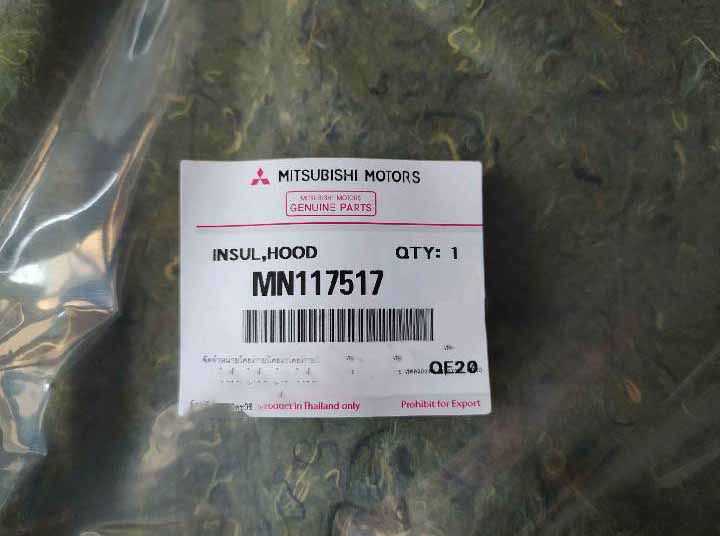 MITSUBISHI MOTORS
MITSUBISHI MOTORS
GENUINE PARTS
INSUL,HOOD QTY: 1
MN117517
QE20
product in Thailand only Prohibit for Export